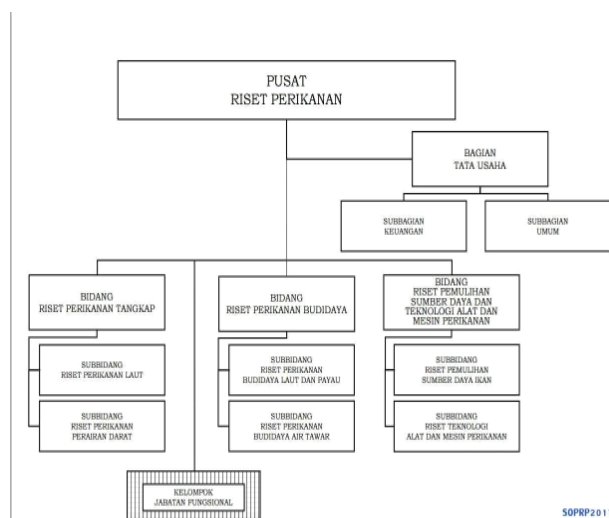 PUSAT
RISET PERIKANAN
BAGIAN
TATA USAHA
SUBBAGIAN
KEUANGAN
SUBBAGIAN
UMUM
BIDANG
RISET PERIKANAN TANGKAP
BIDANG
RISET PERIKANAN BUDIDAYA
BIDANG
RISET PEMULIHAN
SUMBER DAYA DAN
TEKNOLOGI ALAT DAN
MESIN PERIKANAN
SUBBIDANG
RISET PERIKANAN LAUT
SUBBIDANG
RISET PERIKANAN
BUDIDAYA LAUT DAN PAYAU
SUBBIDANG
RISET PEMULIHAN
SUMBER DAYA IKAN
SUBBIDANG
RISET PERIKANAN
PERAIRAN DARAT
SUBBIDANG
RISET PERIKANAN
BUDIDAYA AIR TAWAR
SUBBIDANG
RISET TEKNOLOGI
ALAT DAN MESIN PERIKANAN
KELOMPOK
JABATAN FUNGSIONAL